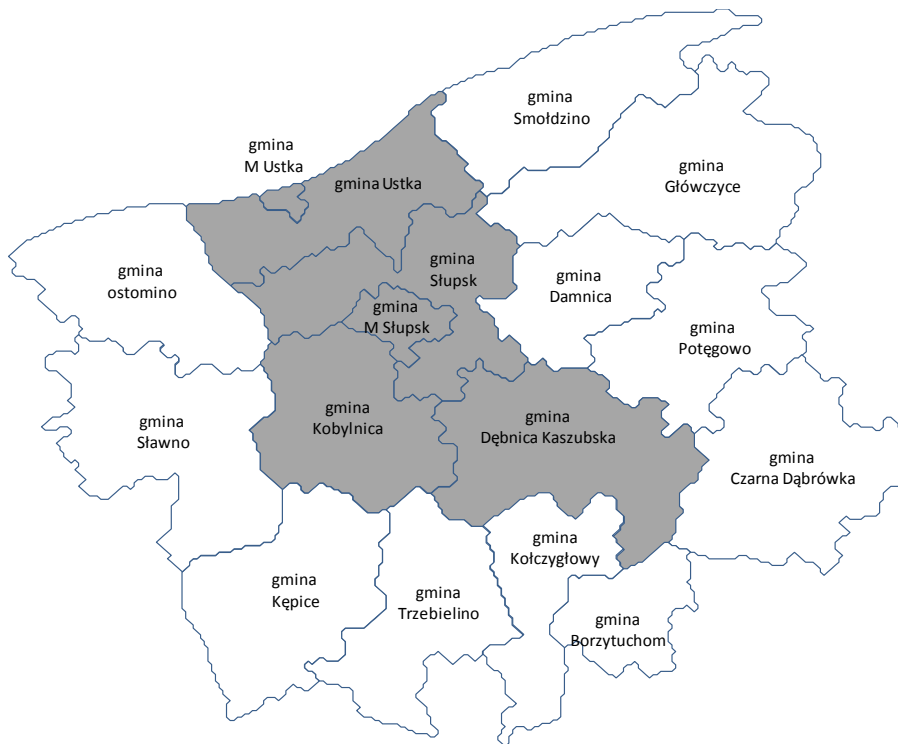 gmina
Smołdzino
gmina
M Ustka
gmina Ustka
gmina
Główczyce
gmina
ostomino
gmina
Słupsk
gmina
Damnica
gmina
M Słupsk
gmina
Potęgowo
gmina
Kobylnica
gmina
Dębnica Kaszubska
gmina
Sławno
gmina
Czarna Dąbrówka
gmina
Kołczygłowy
gmina
Kępice
gmina
Trzebielino
gmina
Borzytuchom